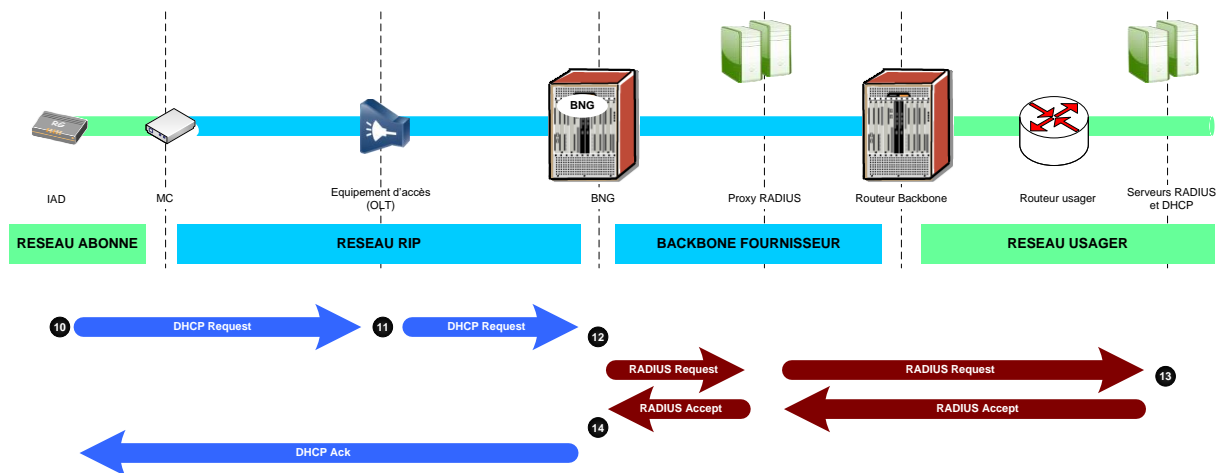 BNG
RG
IAD
MC
Equipement d'accès
(OLT)
BNG
Proxy RADIUS
Routeur Backbone
Routeur usager
Serveurs RADIUS
et DHCP
RESEAU ABONNE
RESEAU RIP
BACKBONE FOURNISSEUR
RESEAU USAGER
10
DHCP Request
11
DHCP Request
12
RADIUS Request
RADIUS Request
13
RADIUS Accept
RADIUS Accept
14
DHCP Ack